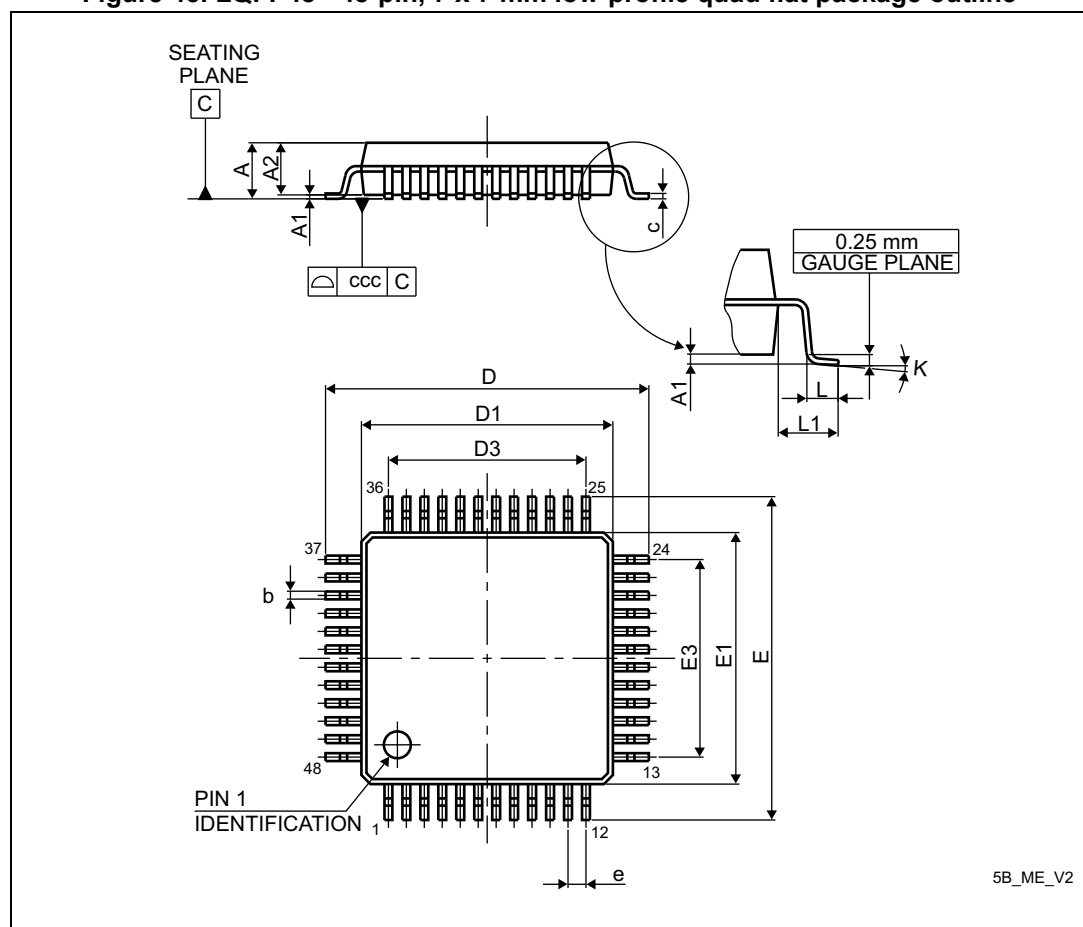 SEATING
PLANE
C
A
A2
A1
c
ccc C
0.25 mm
GAUGE PLANE
A1
L
K
L1
D
D1
D3
36
25
37
24
b
E3
E1
E
48
13
PIN 1
IDENTIFICATION
1
12
e
5B_ME_V2